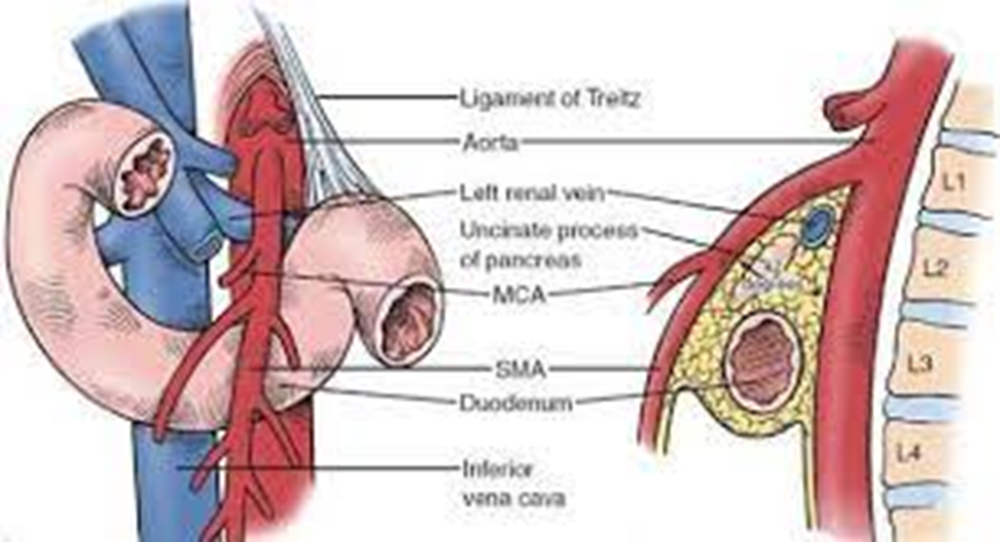 Ligament of Treitz
Aorta
Left renal vein
Uncinate process
of pancreas
MCA
SMA
Duodenum
Inferior
vena cava
L1
L2
L3
L4